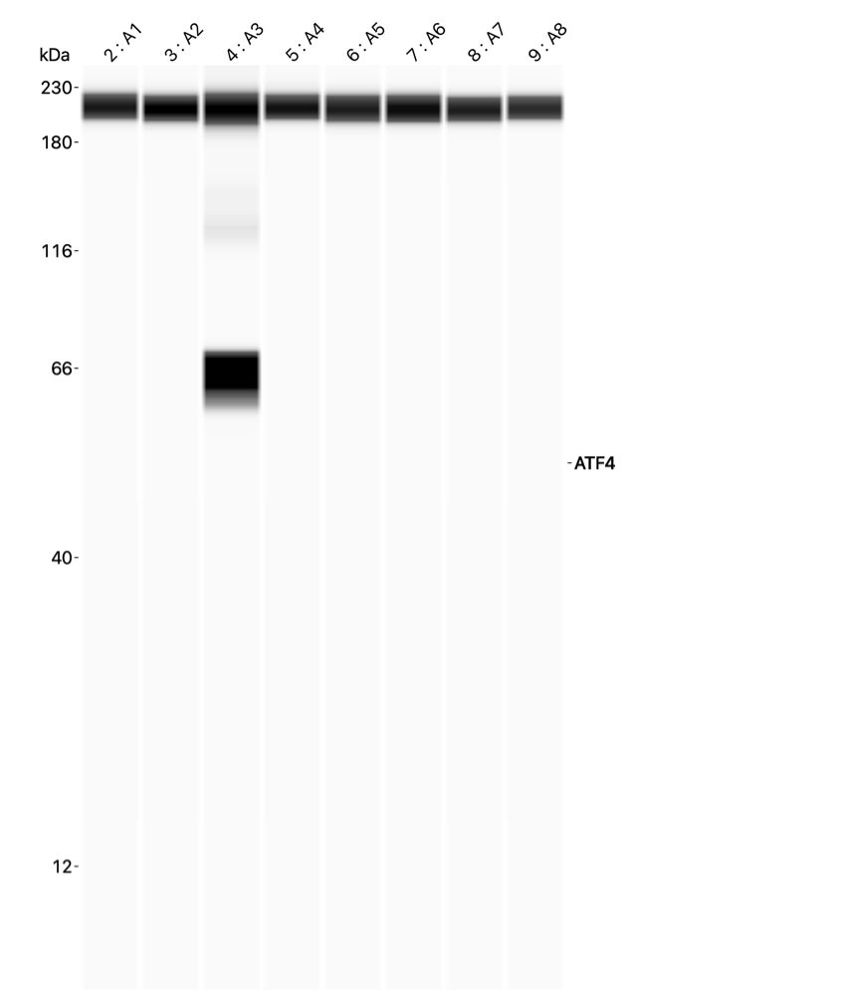 kDa
2 : A1
3 : A2
4 : A3
5 : A4
6 : A5
7 : A6
8 : A7
9 : A8
230-
180-
116-
66-
-ATF4
40-
12-